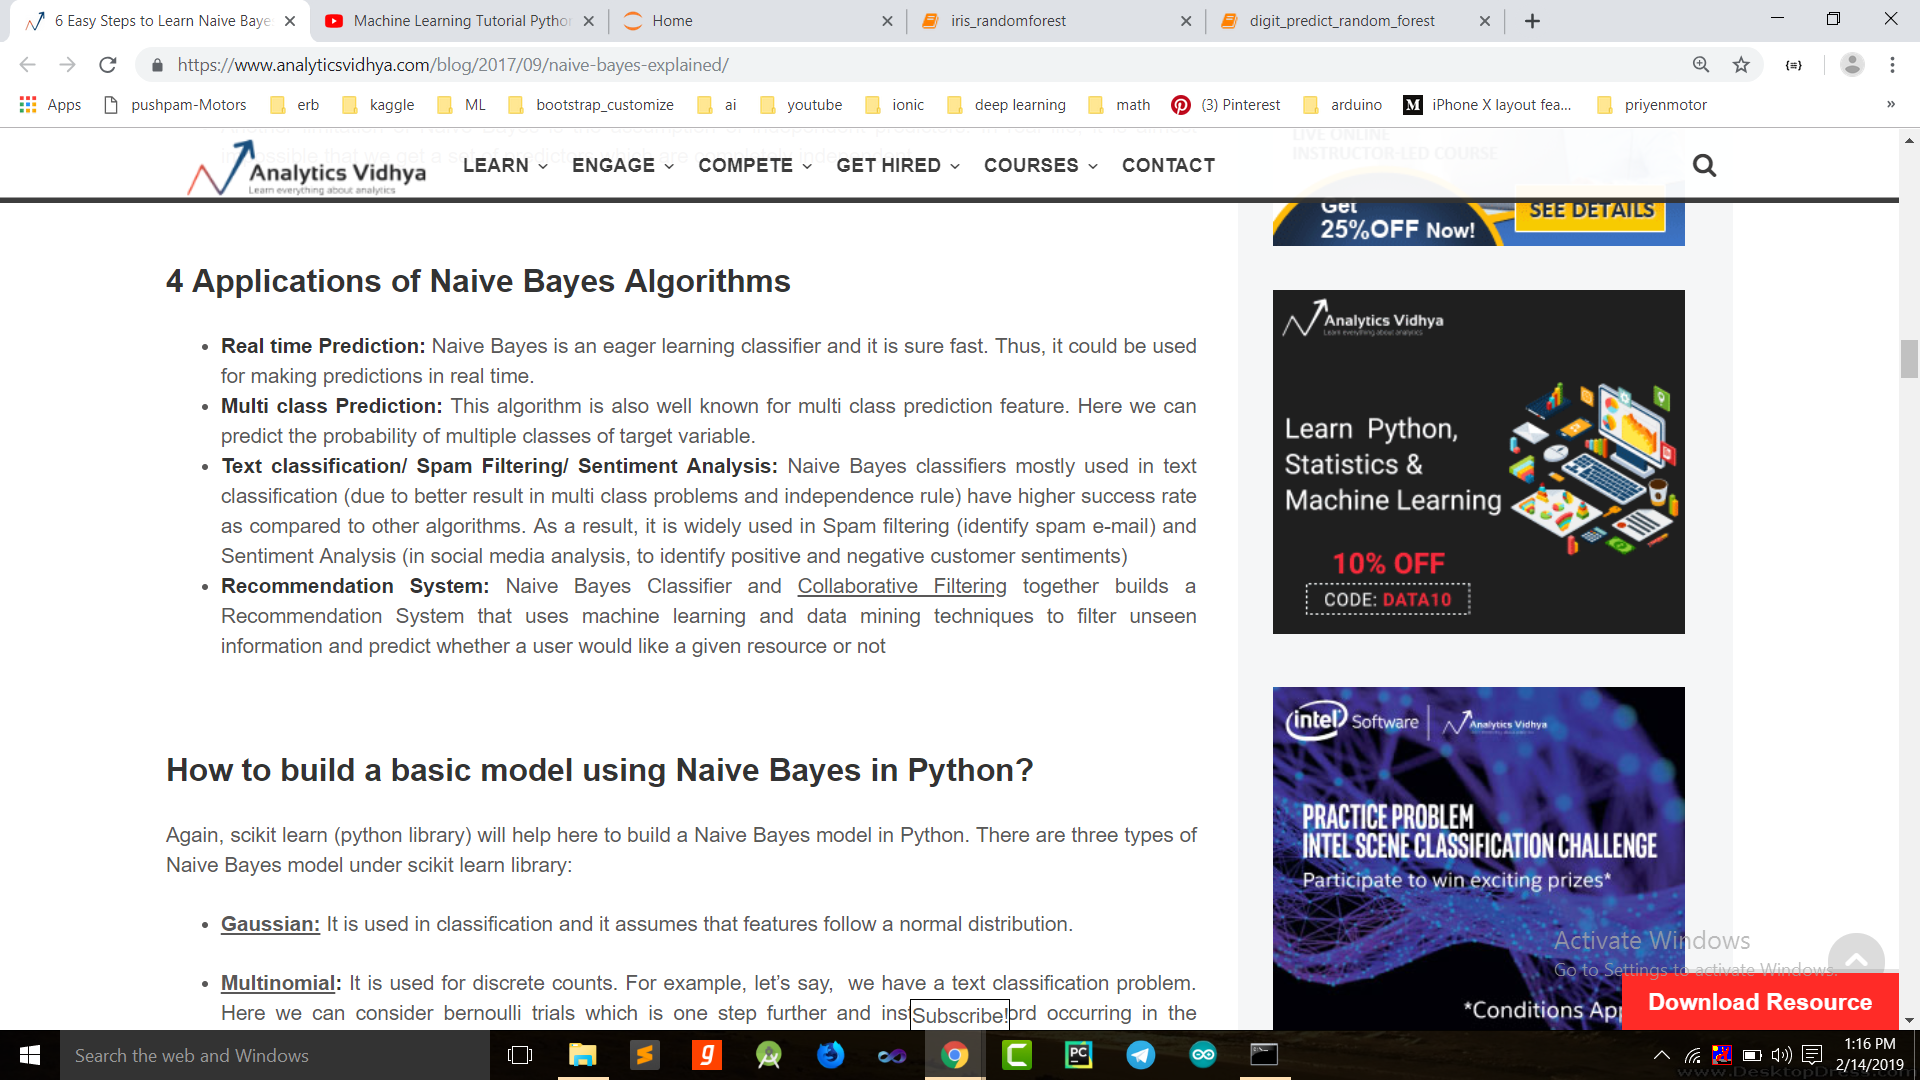 6 Easy Steps to Learn Naive Baye
Machine Learning Tutorial Pytho
Home
iris_randomforest
digit_predict_random_forest
https://www.analyticsvidhya.com/blog/2017/09/naive-bayes-explained/
Apps
pushpam-Motors
erb
kaggle
ML
bootstrap_customize
ai
youtube
ionic
deep learning
math
(3) Pinterest
arduino
M
iPhone X layout fea...
priyenmotor
»
Analytics Vidhya
Learn everything about analytics
LEARN
ENGAGE
COMPETE
GET HIRED
COURSES
CONTACT
LIVE ONLINE
INSTRUCTOR-LED COURSE
Get
25%OFF Now!
SEE DETAILS
4 Applications of Naive Bayes Algorithms
• Real time Prediction: Naive Bayes is an eager learning classifier and it is sure fast. Thus, it could be used
for making predictions in real time.
• Multi class Prediction: This algorithm is also well known for multi class prediction feature. Here we can
predict the probability of multiple classes of target variable.
• Text classification/ Spam Filtering/ Sentiment Analysis: Naive Bayes classifiers mostly used in text
classification (due to better result in multi class problems and independence rule) have higher success rate
as compared to other algorithms. As a result, it is widely used in Spam filtering (identify spam e-mail) and
Sentiment Analysis (in social media analysis, to identify positive and negative customer sentiments)
• Recommendation System: Naive Bayes Classifier and Collaborative Filtering together builds a
Recommendation System that uses machine learning and data mining techniques to filter unseen
information and predict whether a user would like a given resource or not
How to build a basic model using Naive Bayes in Python?
Again, scikit learn (python library) will help here to build a Naive Bayes model in Python. There are three types of
Naive Bayes model under scikit learn library:
• Gaussian: It is used in classification and it assumes that features follow a normal distribution.
• Multinomial: It is used for discrete counts. For example, let’s say, we have a text classification problem.
Here we can consider bernoulli trials which is one step further and ins
Subscribe!
ord occurring in the
Analytics Vidhya
Learn everything about analytics
Learn Python,
Statistics &
Machine Learning
10% OFF
CODE: DATA10
intel Software
Analytics Vidhya
PRACTICE PROBLEM
INTEL SCENE CLASSIFICATION CHALLENGE
Participate to win exciting prizes*
Activate Windows
Go to Settings to activate Windows.
*Conditions App
Download Resource
Search the web and Windows
1:16 PM
2/14/2019